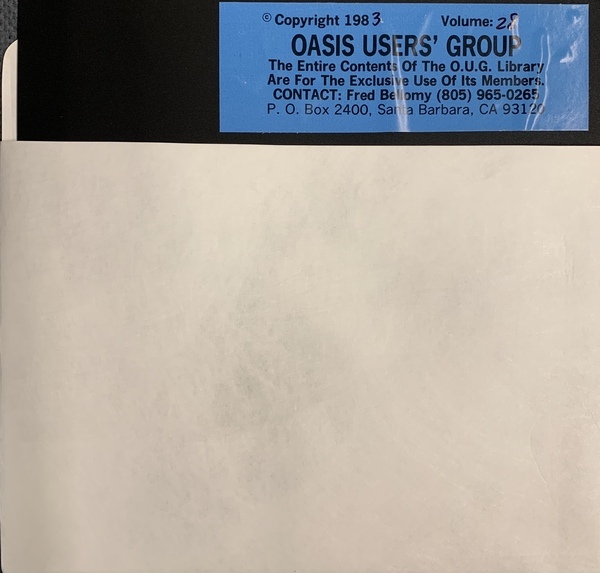 © Copyright 1983 Volume: 28
OASIS USERS' GROUP
The Entire Contents Of The O.U.G. Library
Are For The Exclusive Use Of Its Members.
CONTACT: Fred Bellomy (805) 965-0265
P. O. Box 2400, Santa Barbara, CA 93120